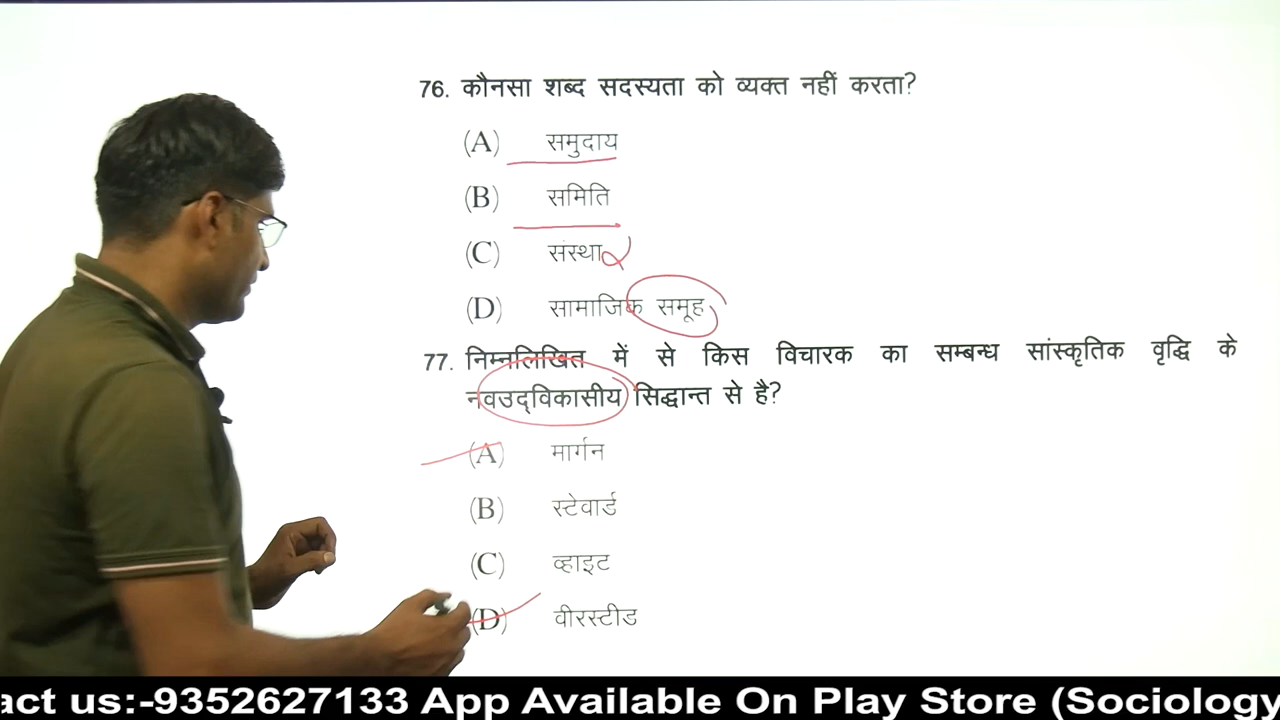 76. कौनसा शब्द सदस्यता को व्यक्त नहीं करता?
(A) समुदाय
(B) समिति
(C) संस्था
(D) सामाजिक समूह
77. निम्नलिखित में से किस विचारक का सम्बन्ध सांस्कृतिक वृद्धि के
नवउद्विकासीय सिद्धान्त से है?
(A) मार्गन
(B) स्टेवार्ड
(C) व्हाइट
(D) वीरस्टीड
act us:-9352627133 App Available On Play Store (Sociology